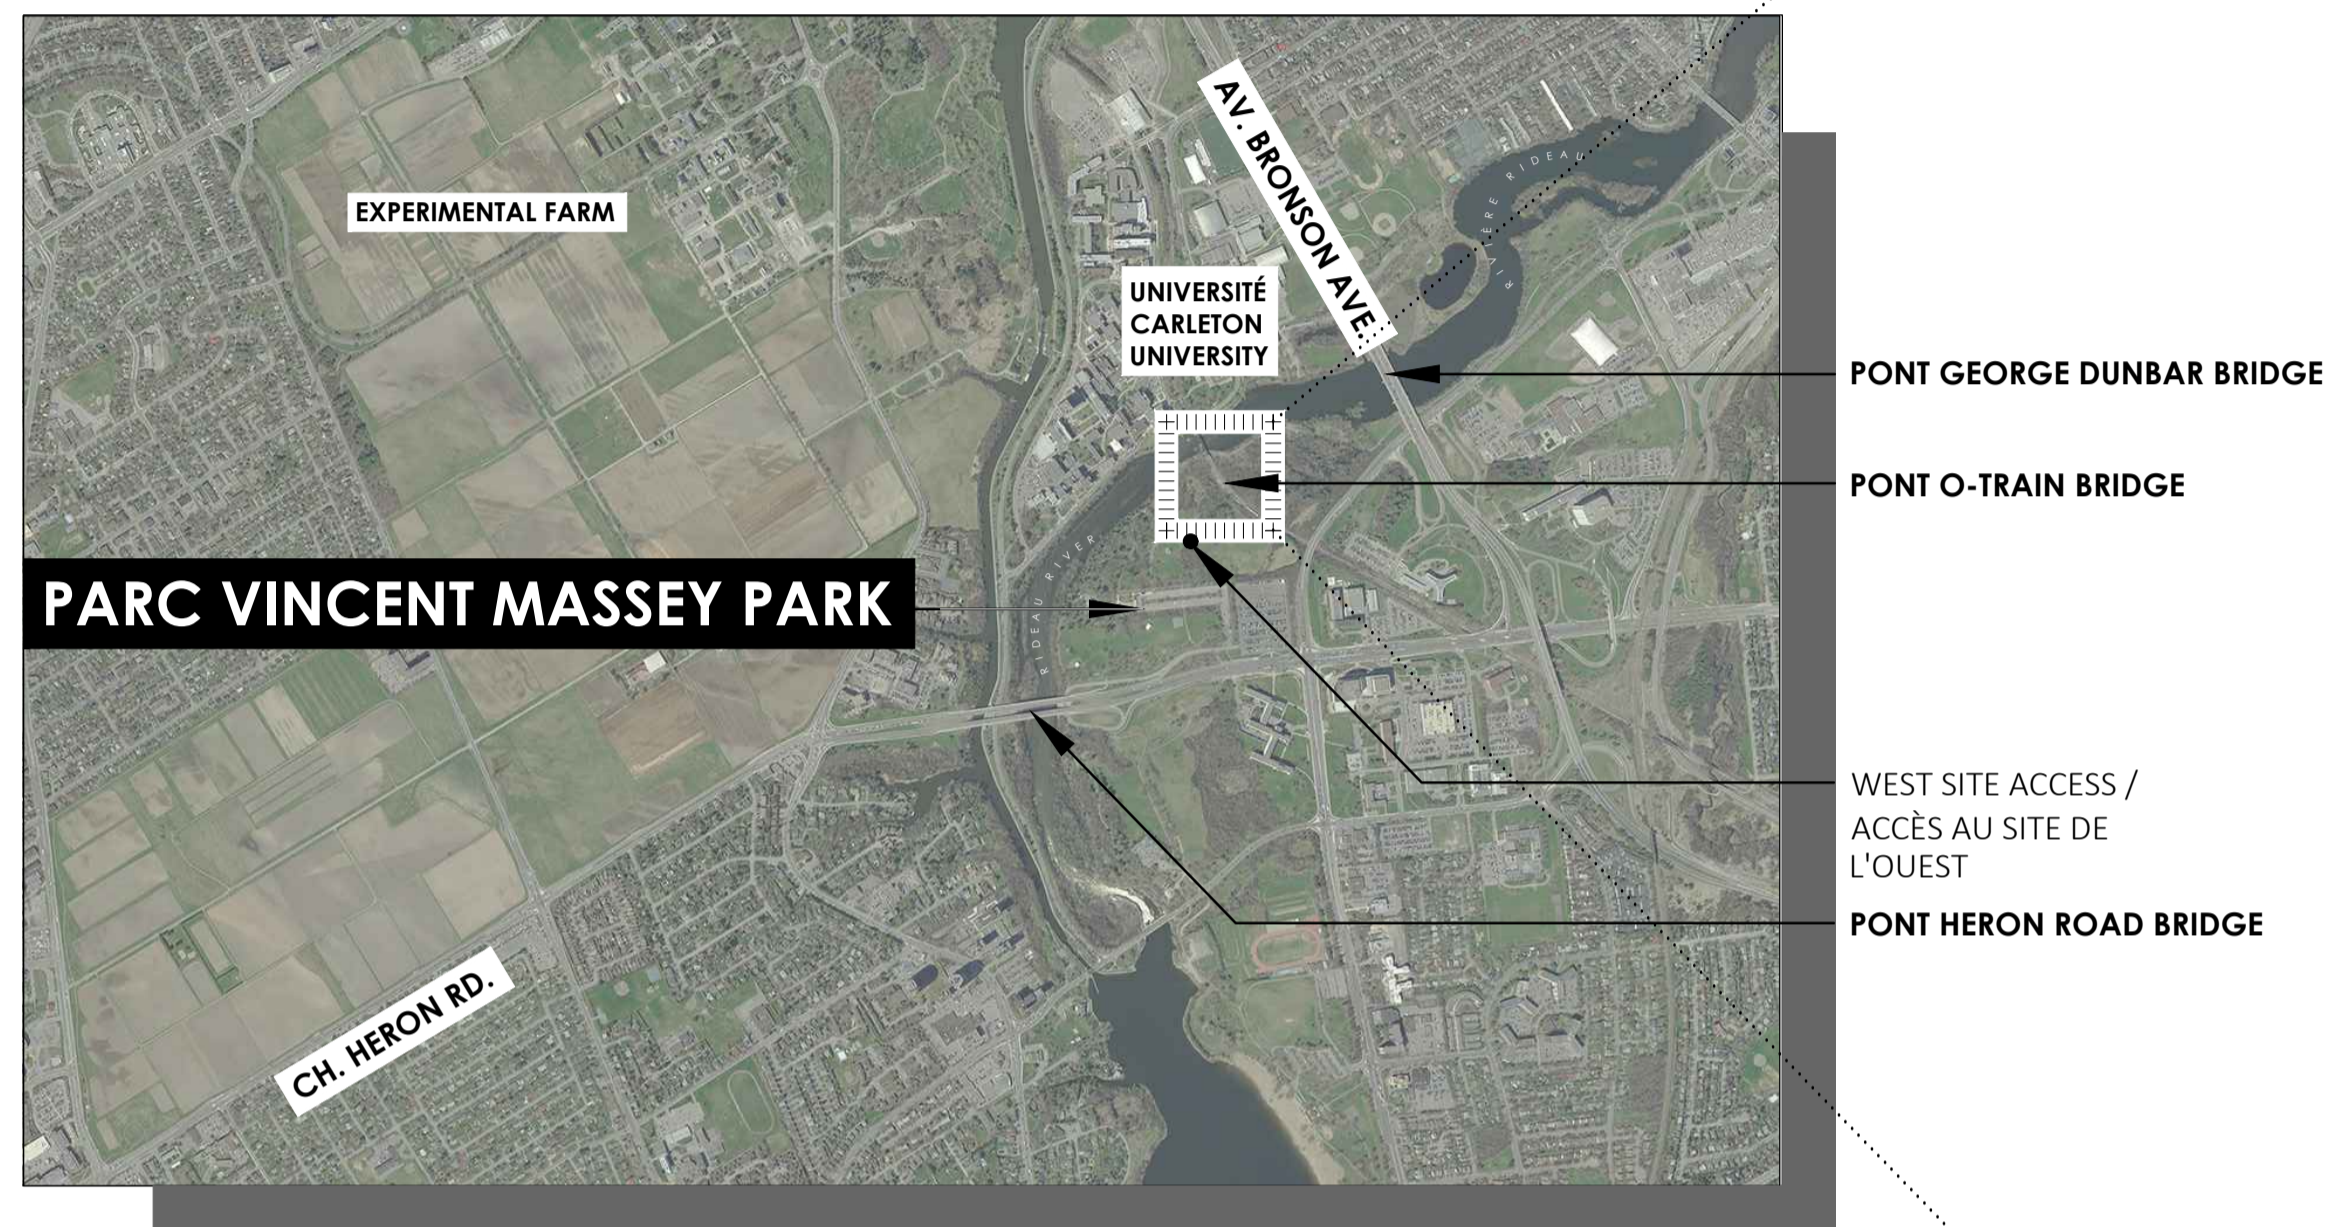 AV. BRONSON AVE.
RIVIÈRE RIDEAU
EXPERIMENTAL FARM
UNIVERSITÉ
CARLETON
UNIVERSITY
PONT GEORGE DUNBAR BRIDGE
PONT O-TRAIN BRIDGE
RIDEAU RIVER
PARC VINCENT MASSEY PARK
WEST SITE ACCESS /
ACCÈS AU SITE DE
L'OUEST
PONT HERON ROAD BRIDGE
CH. HERON RD.